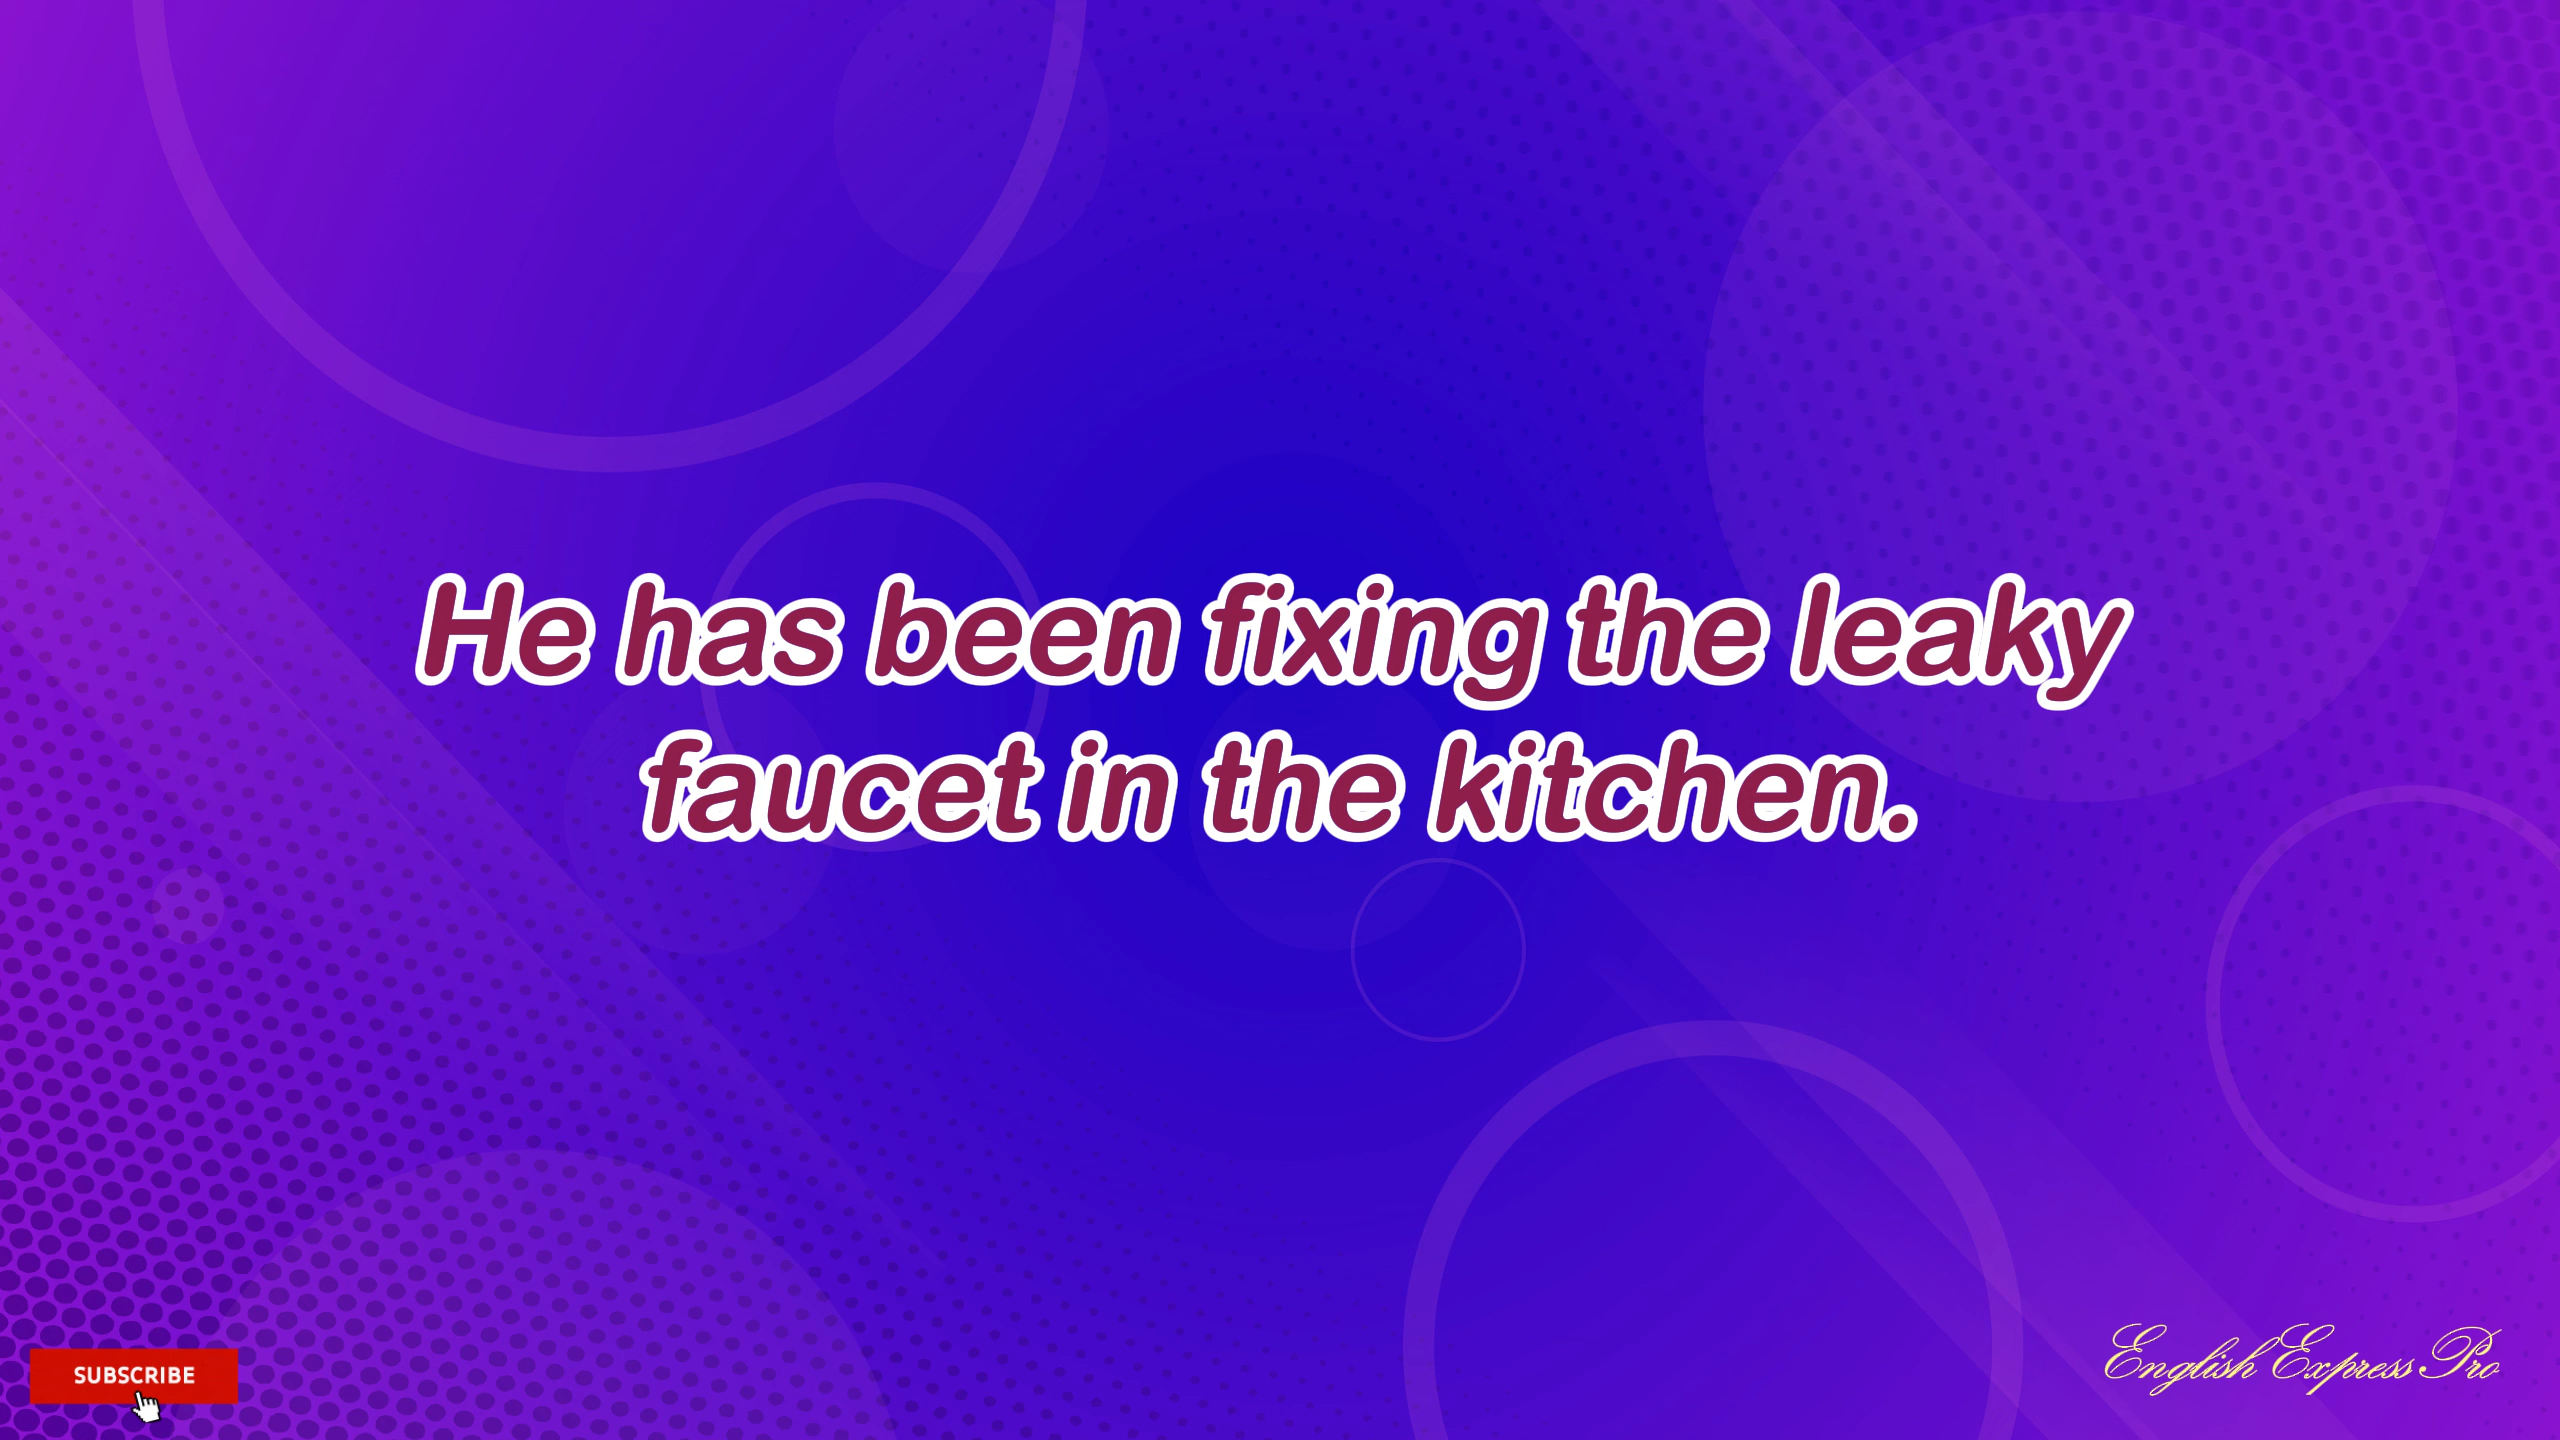 He has been fixing the leaky
faucet in the kitchen.
SUBSCRIBE
English Express Pro